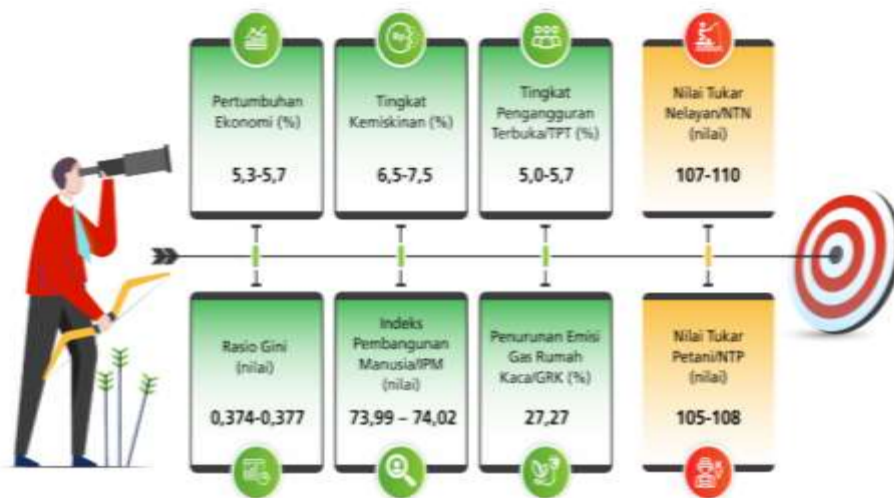 Pertumbuhan
Ekonomi (%)
5,3-5,7
Rp
Tingkat
Kemiskinan (%)
6,5-7,5
Tingkat
Pengangguran
Terbuka/TPT (%)
5,0-5,7
Nilai Tukar
Nelayan/NTN
(nilai)
107-110
Rasio Gini
(nilai)
0,374-0,377
Indeks
Pembangunan
Manusia/IPM
(nilai)
73,99 – 74,02
Penurunan Emisi
Gas Rumah
Kaca/GRK (%)
27,27
Nilai Tukar
Petani/NTP
(nilai)
105-108